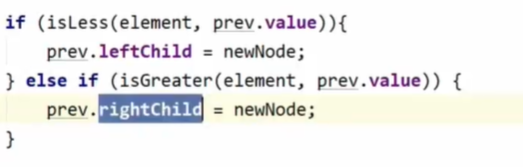 if (isLess(element, prev.value)){
prev.leftChild = newNode;
} else if (isGreater(element, prev.value)) {
prev.rightChild = newNode;
}